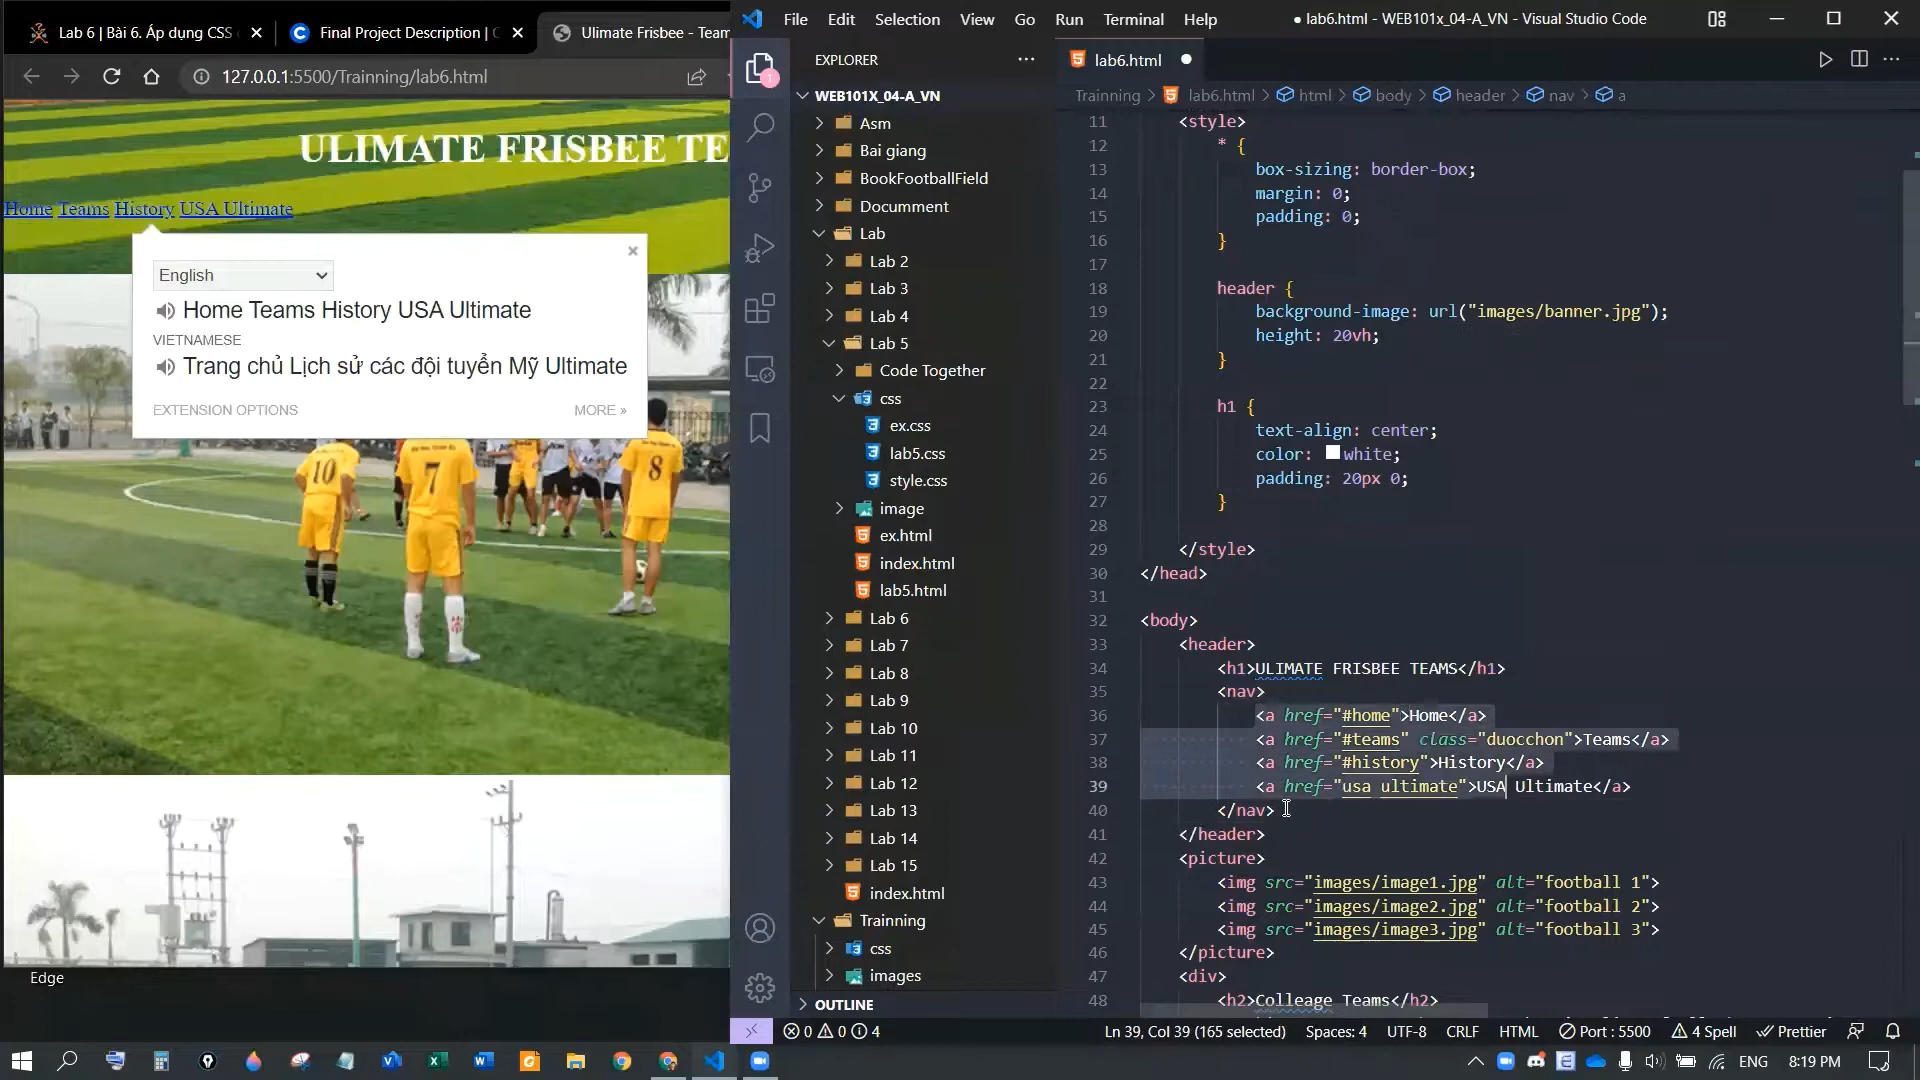 Lab 6 | Bài 6. Áp dụng CSS
Final Project Description |
Ulimate Frisbee - Team
127.0.0.1:5500/Trainning/lab6.html
ULIMATE FRISBEE TE
Home Teams History USA Ultimate
English
Home Teams History USA Ultimate
VIETNAMESE
Trang chủ Lịch sử các đội tuyển Mỹ Ultimate
EXTENSION OPTIONS
MORE »
10
7
8
Edge
File Edit Selection View Go Run Terminal Help
● lab6.html - WEB101x_04-A_VN - Visual Studio Code
EXPLORER
1
WEB101X_04-A_VN
Asm
Bai giang
BookFootballField
Documment
Lab
Lab 2
Lab 3
Lab 4
Lab 5
Code Together
css
ex.css
lab5.css
style.css
image
ex.html
index.html
lab5.html
Lab 6
Lab 7
Lab 8
Lab 9
Lab 10
Lab 11
Lab 12
Lab 13
Lab 14
Lab 15
index.html
Trainning
css
images
OUTLINE
lab6.html
Trainning > lab6.html > html > body > header > nav > a
11 <style>
12 * {
13 box-sizing: border-box;
14 margin: 0;
15 padding: 0;
16 }
17
18 header {
19 background-image: url("images/banner.jpg");
20 height: 20vh;
21 }
22
23 h1 {
24 text-align: center;
25 color: white;
26 padding: 20px 0;
27 }
28
29 </style>
30 </head>
31
32 <body>
33 <header>
34 <h1>ULIMATE FRISBEE TEAMS</h1>
35 <nav>
36 <a href="#home">Home</a>
37 <a href="#teams" class="duocchon">Teams</a>
38 <a href="#history">History</a>
39 <a href="usa ultimate">USA Ultimate</a>
40 </nav>
41 </header>
42 <picture>
43 <img src="images/image1.jpg" alt="football 1">
44 <img src="images/image2.jpg" alt="football 2">
45 <img src="images/image3.jpg" alt="football 3">
46 </picture>
47 <div>
48 <h2>Colleage Teams</h2>
0 0 4
Ln 39, Col 39 (165 selected) Spaces: 4 UTF-8 CRLF HTML Port : 5500 4 Spell Prettier
ENG 8:19 PM